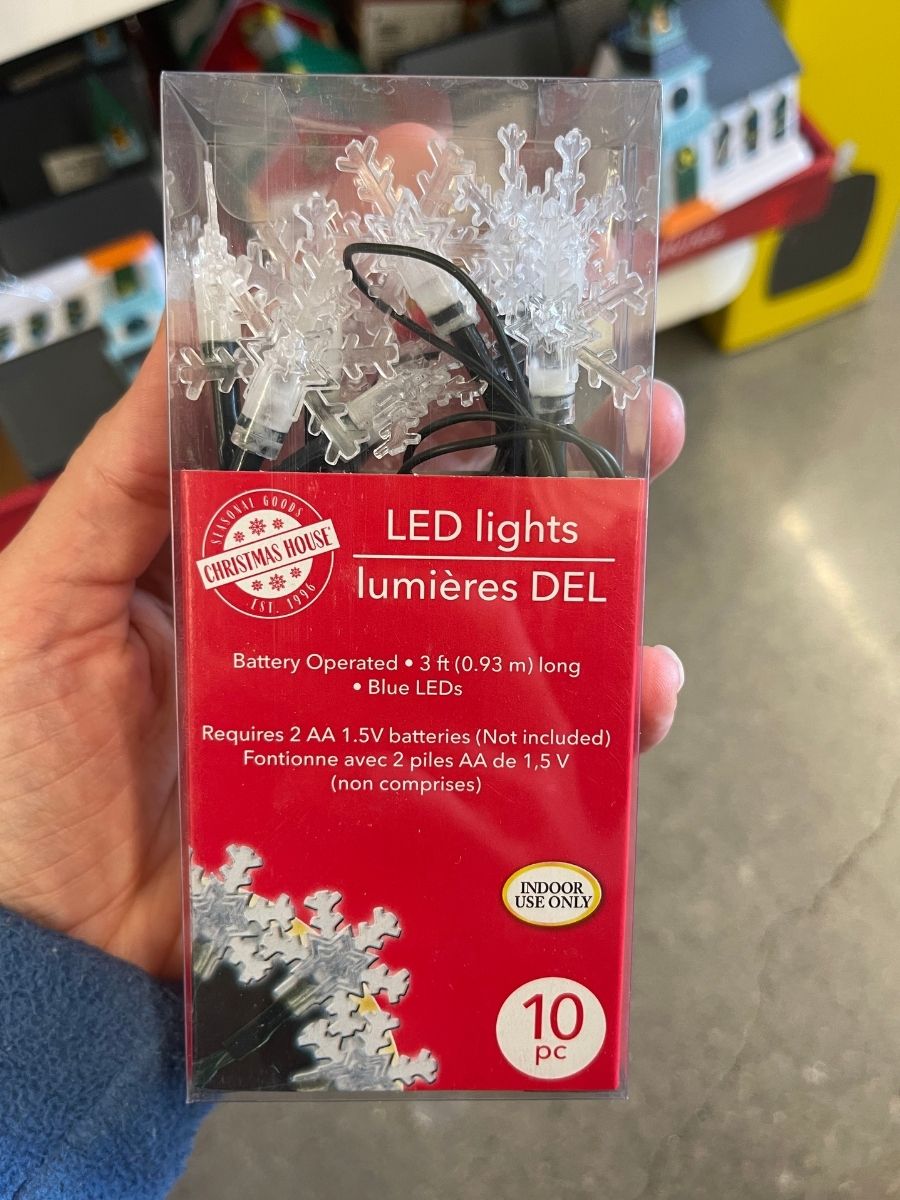 SEASONAL GOODS
CHRISTMAS HOUSE
EST. 1996
LED lights
lumières DEL
Battery Operated • 3 ft (0.93 m) long
• Blue LEDs
Requires 2 AA 1.5V batteries (Not included)
Fontionne avec 2 piles AA de 1,5 V
(non comprises)
INDOOR
USE ONLY
10
pc